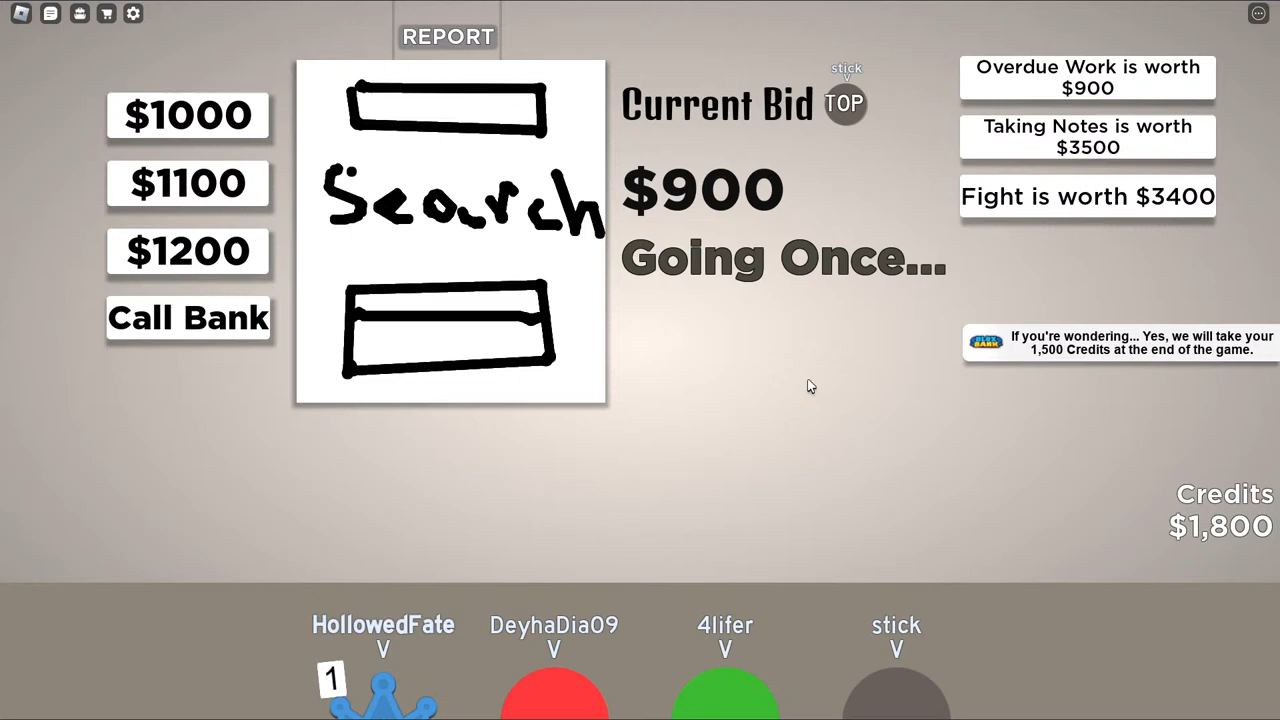 REPORT
$1000
$1100
$1200
Call Bank
Search
stick
V
Current Bid
TOP
$900
Going Once...
Overdue Work is worth
$900
Taking Notes is worth
$3500
Fight is worth $3400
BLOX
BANK
If you're wondering... Yes, we will take your
1,500 Credits at the end of the game.
Credits
$1,800
HollowedFate
V
1
DeyhaDia09
V
4lifer
V
stick
V